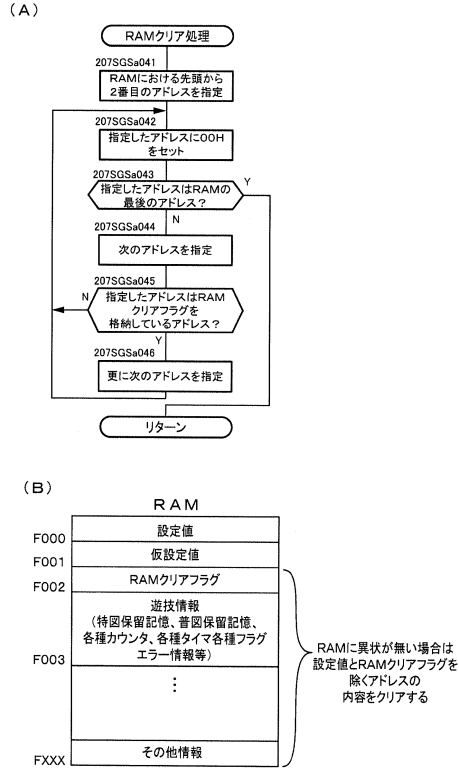 (A)
RAMクリア処理
207SGSa041
RAMにおける先頭から
2番目のアドレスを指定
207SGSa042
指定したアドレスに00H
をセット
207SGSa043
指定したアドレスはRAMの
最後のアドレス?
Y
N
207SGSa044
次のアドレスを指定
207SGSa045
指定したアドレスはRAM
クリアフラグを
格納しているアドレス?
N
Y
207SGSa046
更に次のアドレスを指定
リターン
(B)
RAM
設定値
F000
仮設定値
F001
RAMクリアフラグ
F002
遊技情報
(特図保留記憶、普図保留記憶、
各種カウンタ、各種タイマ各種フラグ
エラー情報等)
F003
⋮
その他情報
FXXX
RAMに異状が無い場合は
設定値とRAMクリアフラグを
除くアドレスの
内容をクリアする